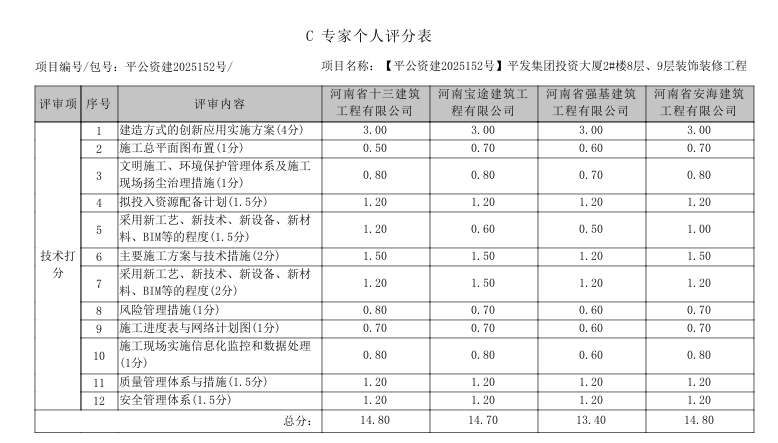 C 专家个人评分表
项目编号/包号: 平公资建2025152号/ 项目名称: 【平公资建2025152号】平发集团投资大厦2#楼8层、9层装饰装修工程
评审项 序号 评审内容 河南省十三建筑工程有限公司 河南宝途建筑工程有限公司 河南省强基建筑工程有限公司 河南省安海建筑工程有限公司
技术打分
1 建造方式的创新应用实施方案(4分) 3.00 3.00 3.00 3.00
2 施工总平面图布置(1分) 0.50 0.70 0.60 0.70
3 文明施工、环境保护管理体系及施工现场扬尘治理措施(1分) 0.80 0.80 0.70 0.80
4 拟投入资源配备计划(1.5分) 1.20 1.20 1.20 1.20
5 采用新工艺、新技术、新设备、新材料、BIM等的程度(1.5分) 1.20 0.60 0.50 1.00
6 主要施工方案与技术措施(2分) 1.50 1.50 1.20 1.50
7 采用新工艺、新技术、新设备、新材料、BIM等的程度(2分) 1.20 1.50 1.20 1.20
8 风险管理措施(1分) 0.80 0.70 0.60 0.70
9 施工进度表与网络计划图(1分) 0.70 0.70 0.60 0.70
10 施工现场实施信息化监控和数据处理(1分) 0.80 0.80 0.60 0.80
11 质量管理体系与措施(1.5分) 1.20 1.20 1.20 1.20
12 安全管理体系(1.5分) 1.20 1.20 1.20 1.20
总分: 14.80 14.70 13.40 14.80